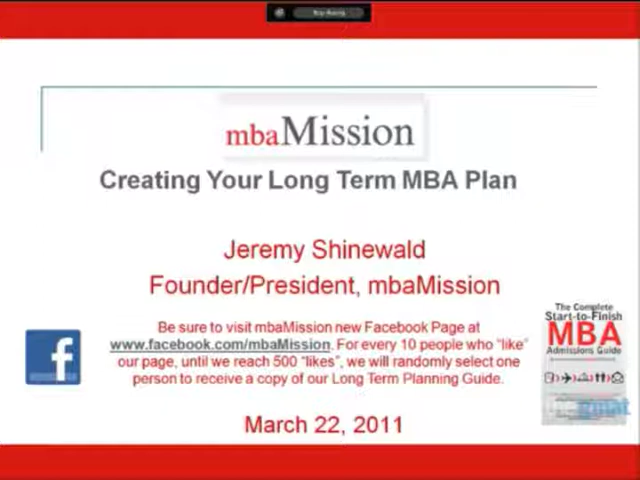 mbaMission
Creating Your Long Term MBA Plan
Jeremy Shinewald
Founder/President, mbaMission
Be sure to visit mbaMission new Facebook Page at
www.facebook.com/mbaMission. For every 10 people who “like”
our page, until we reach 500 “likes”, we will randomly select one
person to receive a copy of our Long Term Planning Guide.
The Complete
Start-to-Finish
MBA
Admissions Guide
March 22, 2011